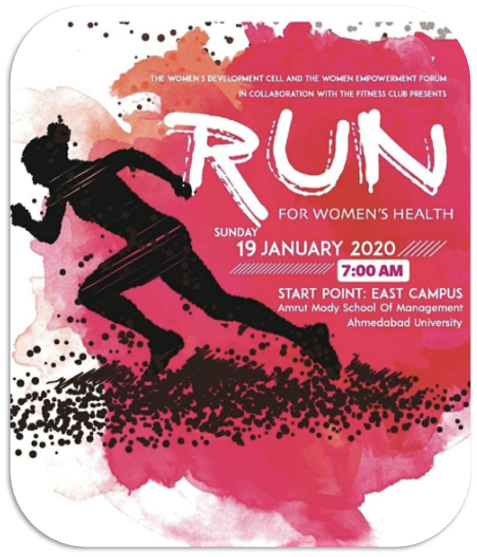 THE WOMEN'S DEVELOPMENT CELL AND THE WOMEN EMPOWERMENT FORUM
IN COLLABORATION WITH THE FITNESS CLUB PRESENTS
RUN
FOR WOMEN'S HEALTH
SUNDAY
19 JANUARY 2020
7:00 AM
START POINT: EAST CAMPUS
Amrut Mody School Of Management
Ahmedabad University